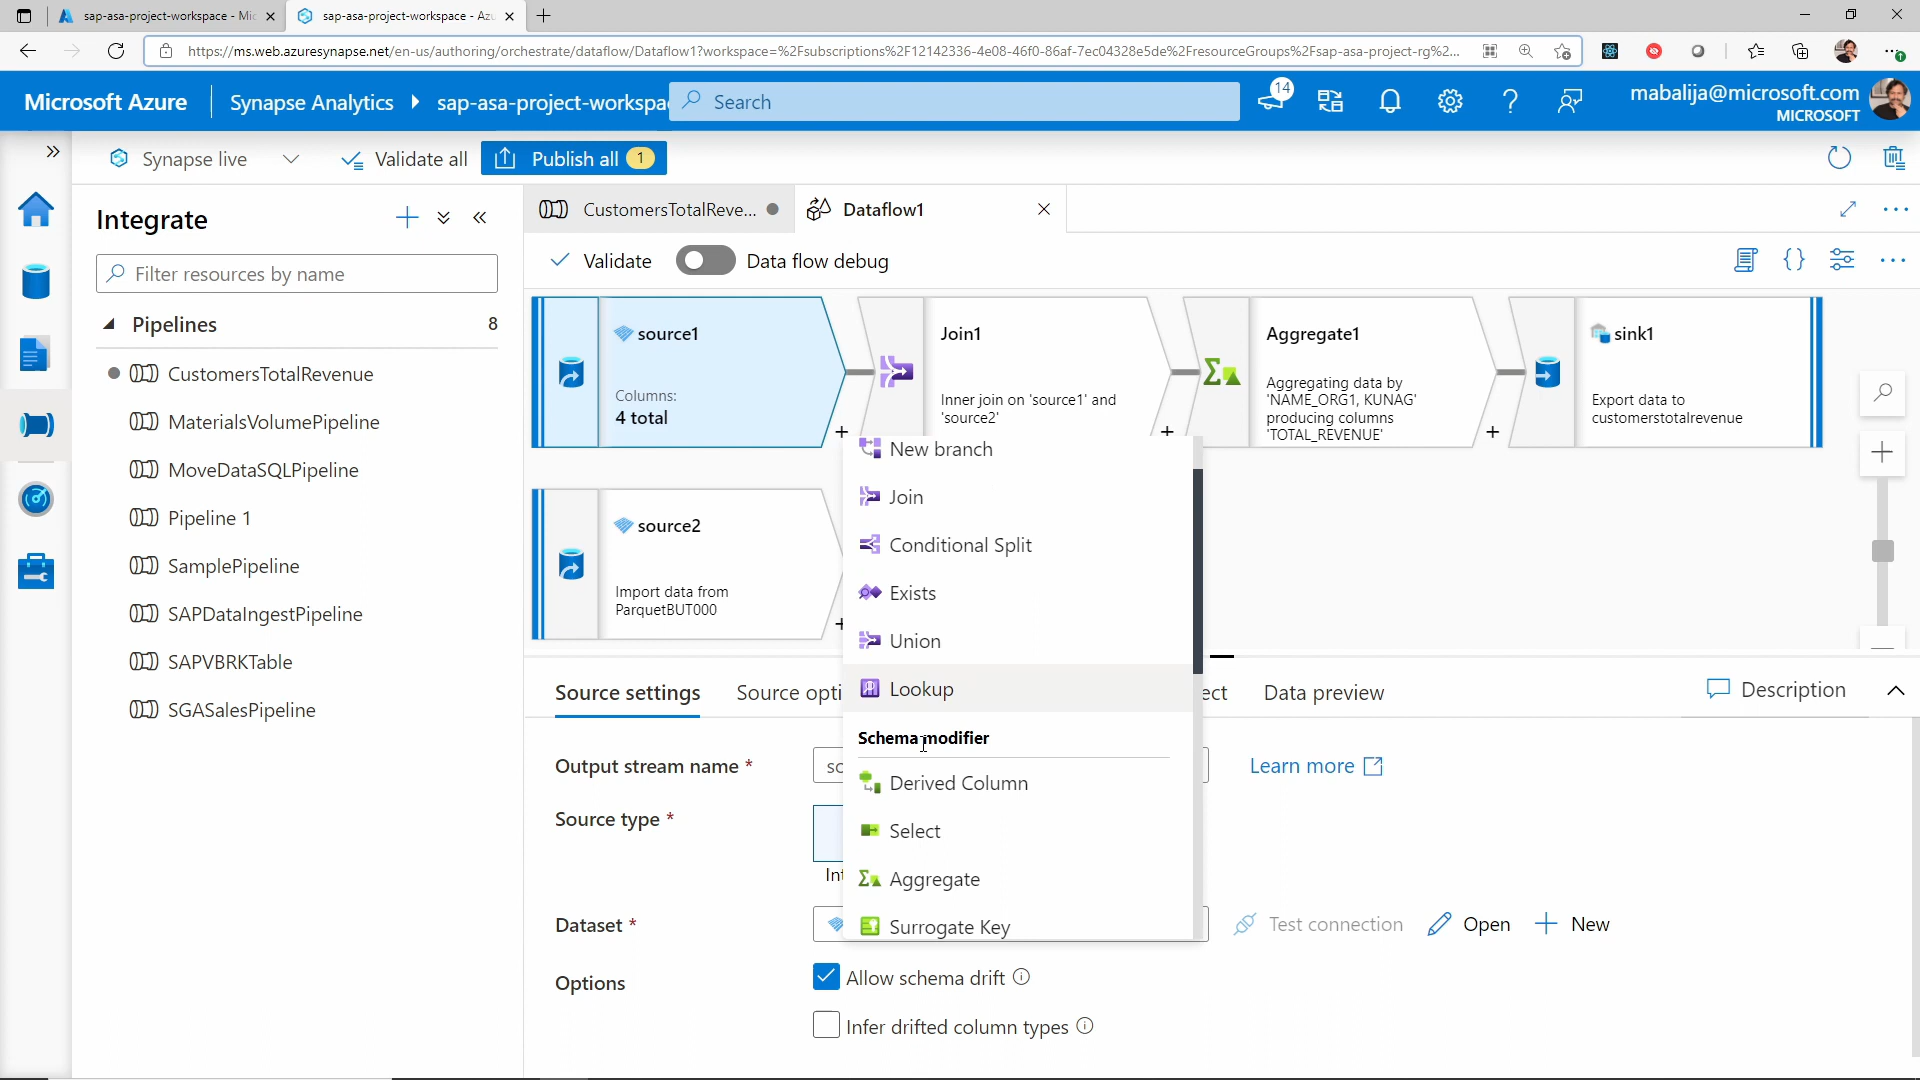 sap-asa-project-workspace - Mic
sap-asa-project-workspace - Azu
https://ms.web.azuresynapse.net/en-us/authoring/orchestrate/dataflow/Dataflow1?workspace=%2Fsubscriptions%2F12142336-4e08-46f0-86af-7ec04328e5de%2FresourceGroups%2Fsap-asa-project-rg%2...
Microsoft Azure
Synapse Analytics
sap-asa-project-workspa
Search
14
mabalija@microsoft.com
MICROSOFT
Synapse live
Validate all
Publish all 1
Integrate
Filter resources by name
Pipelines 8
CustomersTotalRevenue
MaterialsVolumePipeline
MoveDataSQLPipeline
Pipeline 1
SamplePipeline
SAPDataIngestPipeline
SAPVBRKTable
SGASalesPipeline
CustomersTotalReve...
Dataflow1
Validate
Data flow debug
source1
Columns:
4 total
Join1
Inner join on 'source1' and
'source2'
Aggregate1
Aggregating data by
'NAME_ORG1, KUNAG'
producing columns
'TOTAL_REVENUE'
sink1
Export data to
customerstotalrevenue
source2
Import data from
ParquetBUT000
New branch
Join
Conditional Split
Exists
Union
Lookup
Schema modifier
Derived Column
Select
Aggregate
Surrogate Key
Source settings
Source opti
ect
Data preview
Description
Output stream name *
so
Learn more
Source type *
Int
Dataset *
Test connection
Open
New
Options
Allow schema drift
Infer drifted column types